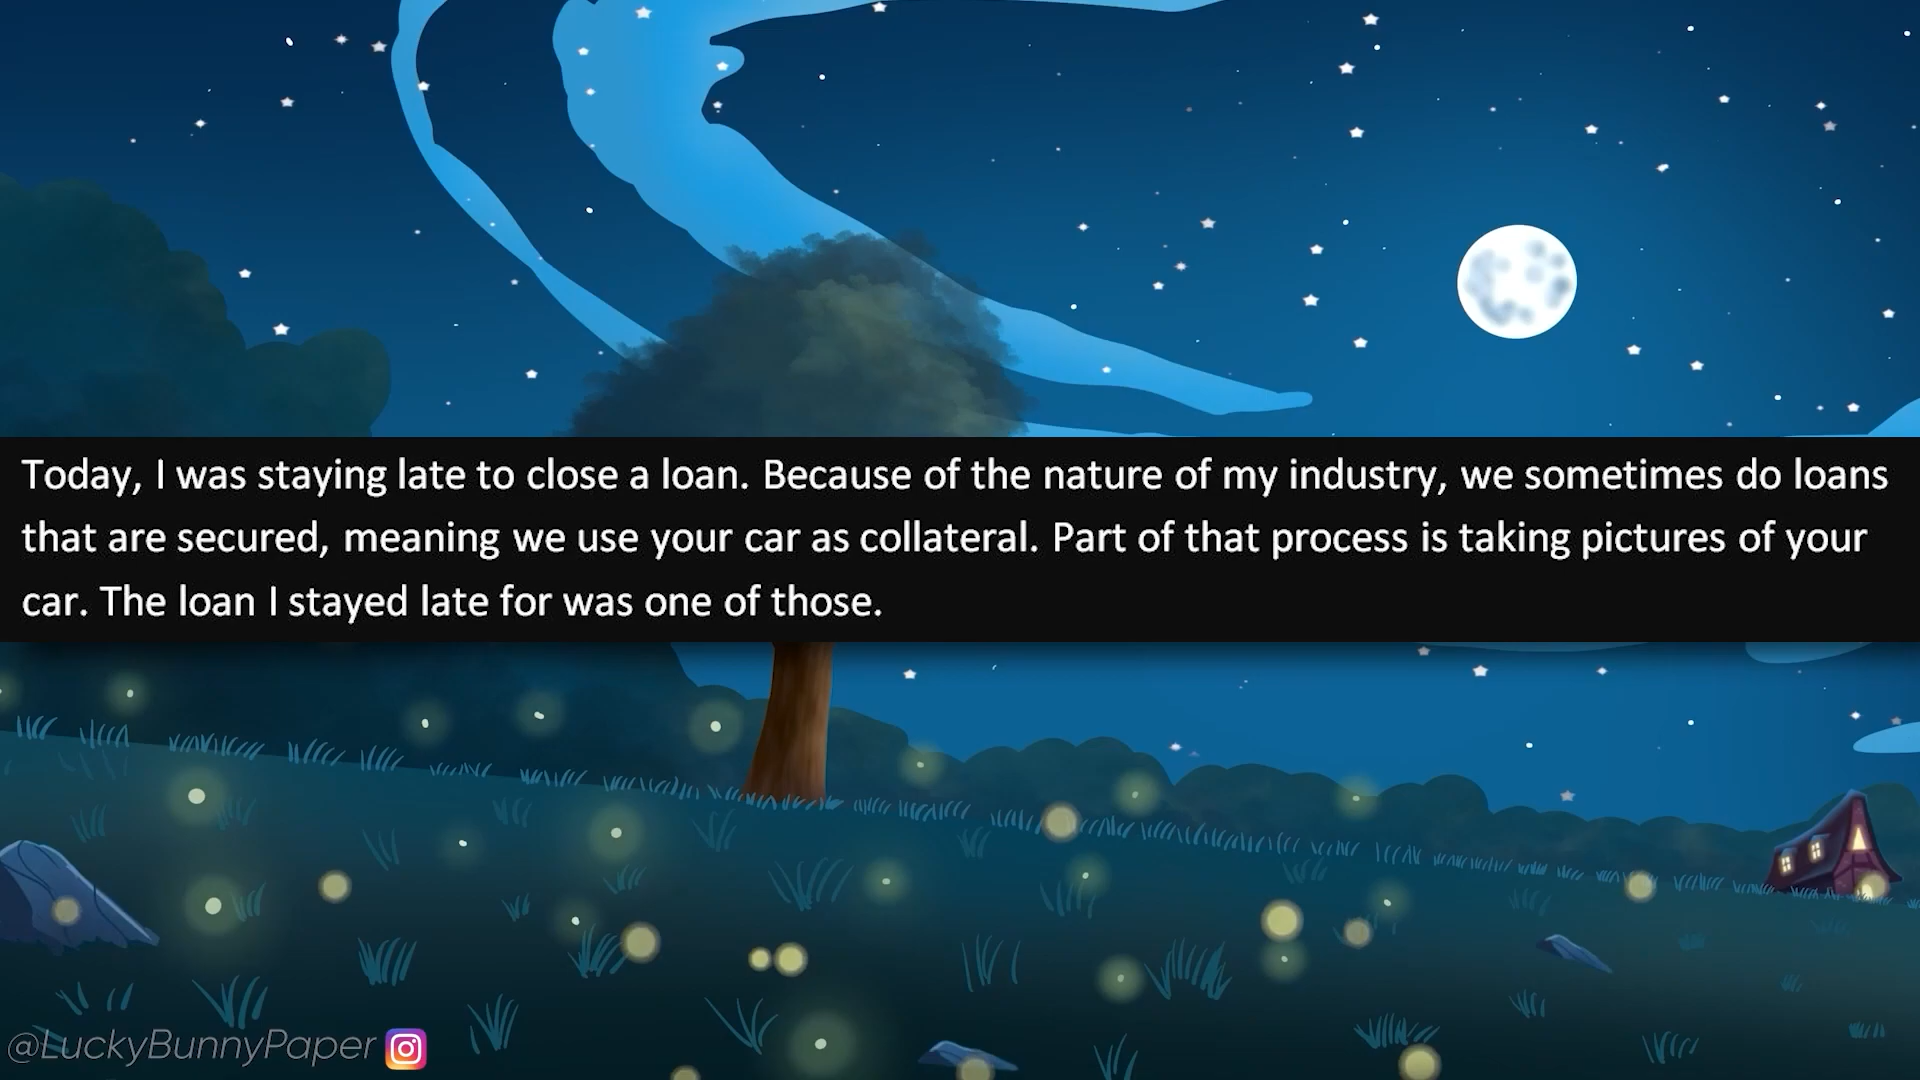 Today, I was staying late to close a loan. Because of the nature of my industry, we sometimes do loans
that are secured, meaning we use your car as collateral. Part of that process is taking pictures of your
car. The loan I stayed late for was one of those.
@LuckyBunnyPaper